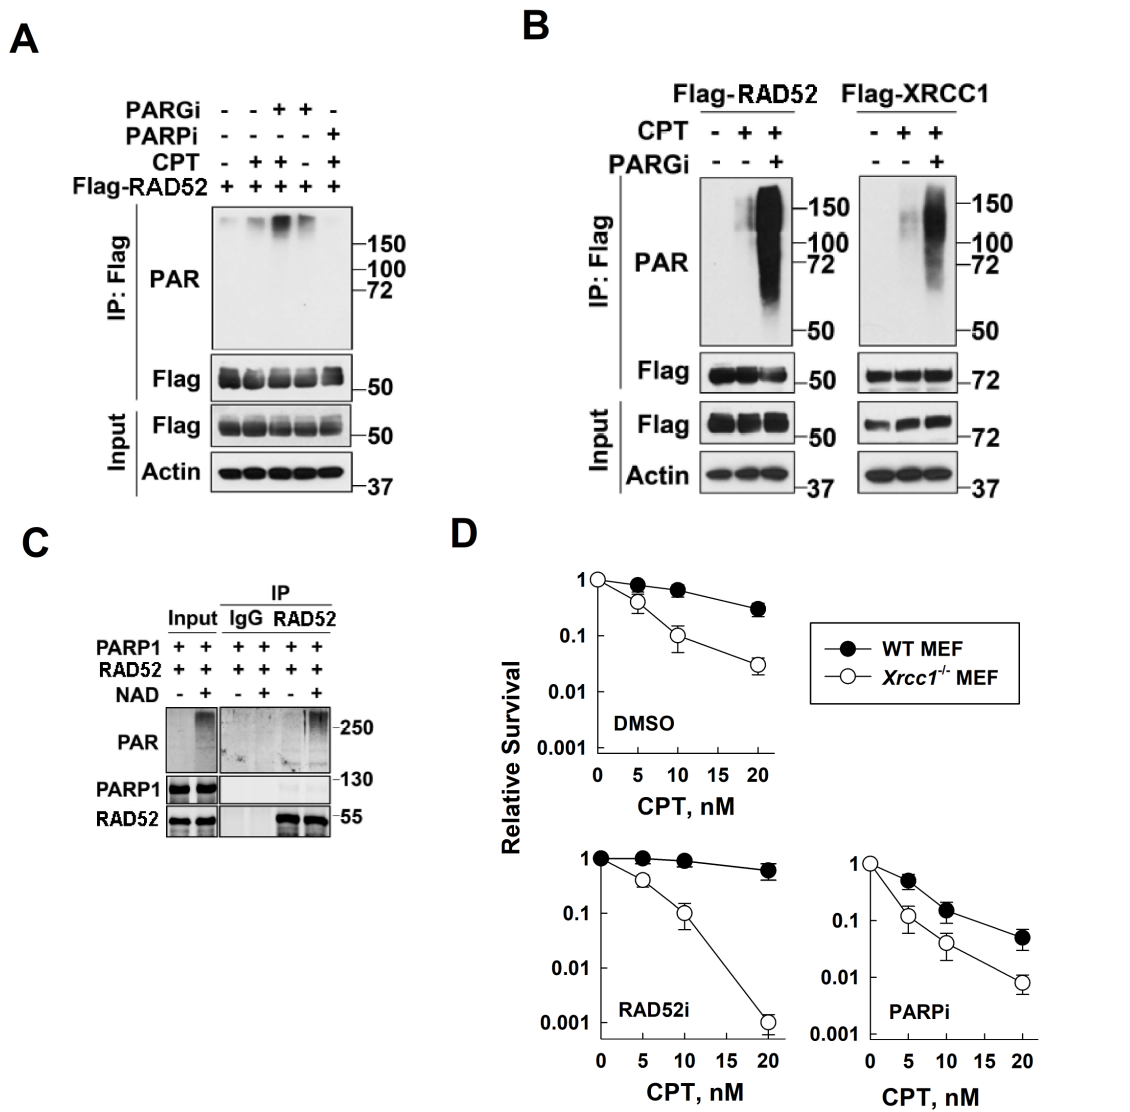 A
PARGi - - + + -
PARPi - - - - +
CPT - + + - +
Flag-RAD52 + + + + +
IP: Flag
PAR
150
100
72
Flag
50
Input
Flag
50
Actin
37
B
Flag-RAD52 Flag-XRCC1
CPT - + + - + +
PARGi - - + - - +
IP: Flag
PAR
150 150
100 100
72 72
50 50
Flag
50 72
Input
Flag
50 72
Actin
37 37
C
IP
Input IgG RAD52
PARP1 + + + + + +
RAD52 + + + + + +
NAD - + - + - +
PAR
250
PARP1
130
RAD52
55
D
Relative Survival
1
0.1
0.01
0.001
DMSO
0 5 10 15 20
CPT, nM
WT MEF
Xrcc1-/- MEF
1
0.1
0.01
0.001
RAD52i
0 5 10 15 20
CPT, nM
1
0.1
0.01
0.001
PARPi
0 5 10 15 20
CPT, nM